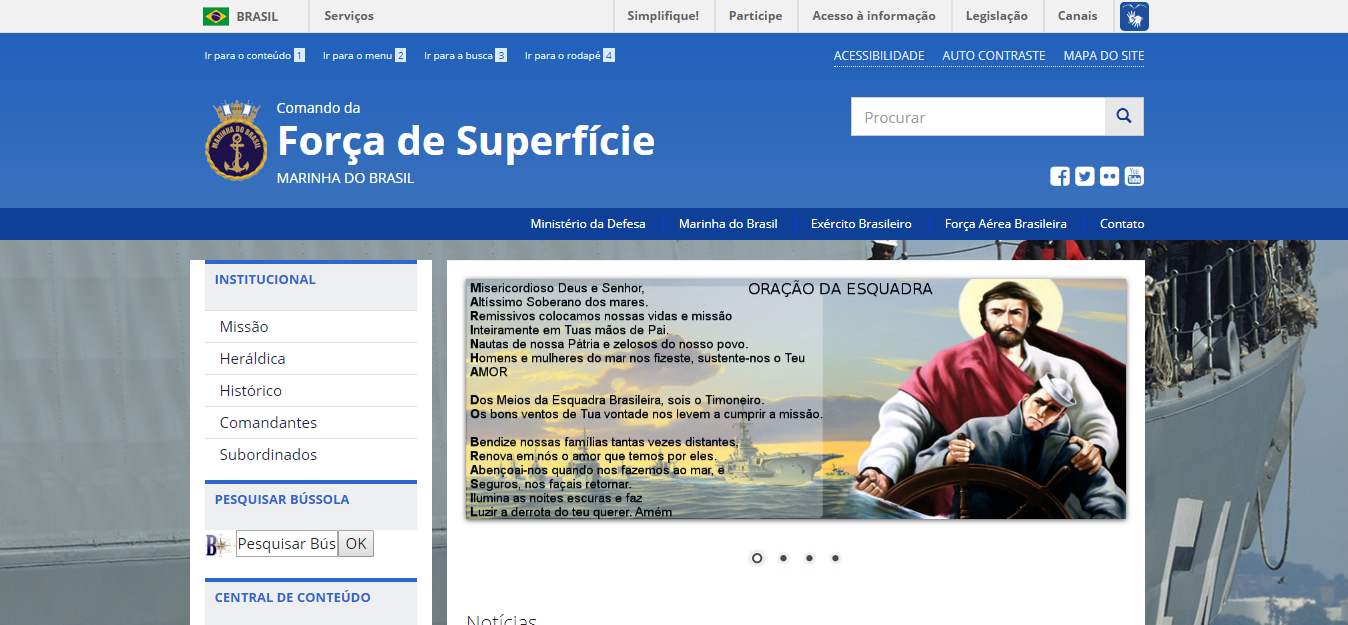 BRASIL
Serviços
Simplifique!
Participe
Acesso à informação
Legislação
Canais
Ir para o conteúdo 1
Ir para o menu 2
Ir para a busca 3
Ir para o rodapé 4
ACESSIBILIDADE
AUTO CONTRASTE
MAPA DO SITE
MARINHA DO BRASIL
Comando da
Força de Superfície
MARINHA DO BRASIL
Procurar
You
Tube
Ministério da Defesa
Marinha do Brasil
Exército Brasileiro
Força Aérea Brasileira
Contato
INSTITUCIONAL
Missão
Heráldica
Histórico
Comandantes
Subordinados
PESQUISAR BÚSSOLA
B
Pesquisar Bús
OK
CENTRAL DE CONTEÚDO
ORAÇÃO DA ESQUADRA
Misericordioso Deus e Senhor,
Altíssimo Soberano dos mares.
Remissivos colocamos nossas vidas e missão
Inteiramente em Tuas mãos de Pai.
Nautas de nossa Pátria e zelosos do nosso povo.
Homens e mulheres do mar nos fizeste, sustente-nos o Teu
AMOR
Dos Meios da Esquadra Brasileira, sois o Timoneiro.
Os bons ventos de Tua vontade nos levem a cumprir a missão.
Bendize nossas famílias tantas vezes distantes,
Renova em nós o amor que temos por eles.
Abençoai-nos quando nos fazemos ao mar, e
Seguros, nos façais retornar.
Ilumina as noites escuras e faz
Luzir a derrota do teu querer. Amém
Notícias